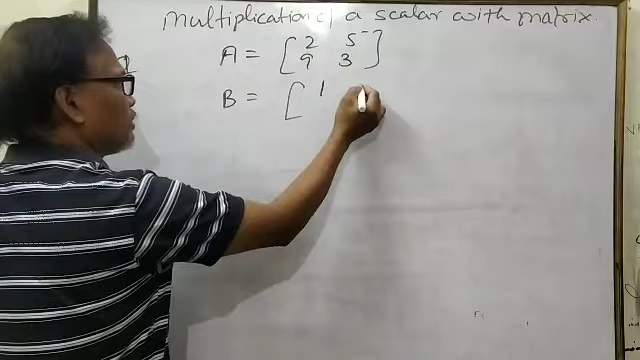 multiplication of a scalar with matrix.
A = [ 2 5
9 3 ]
B = [ 1